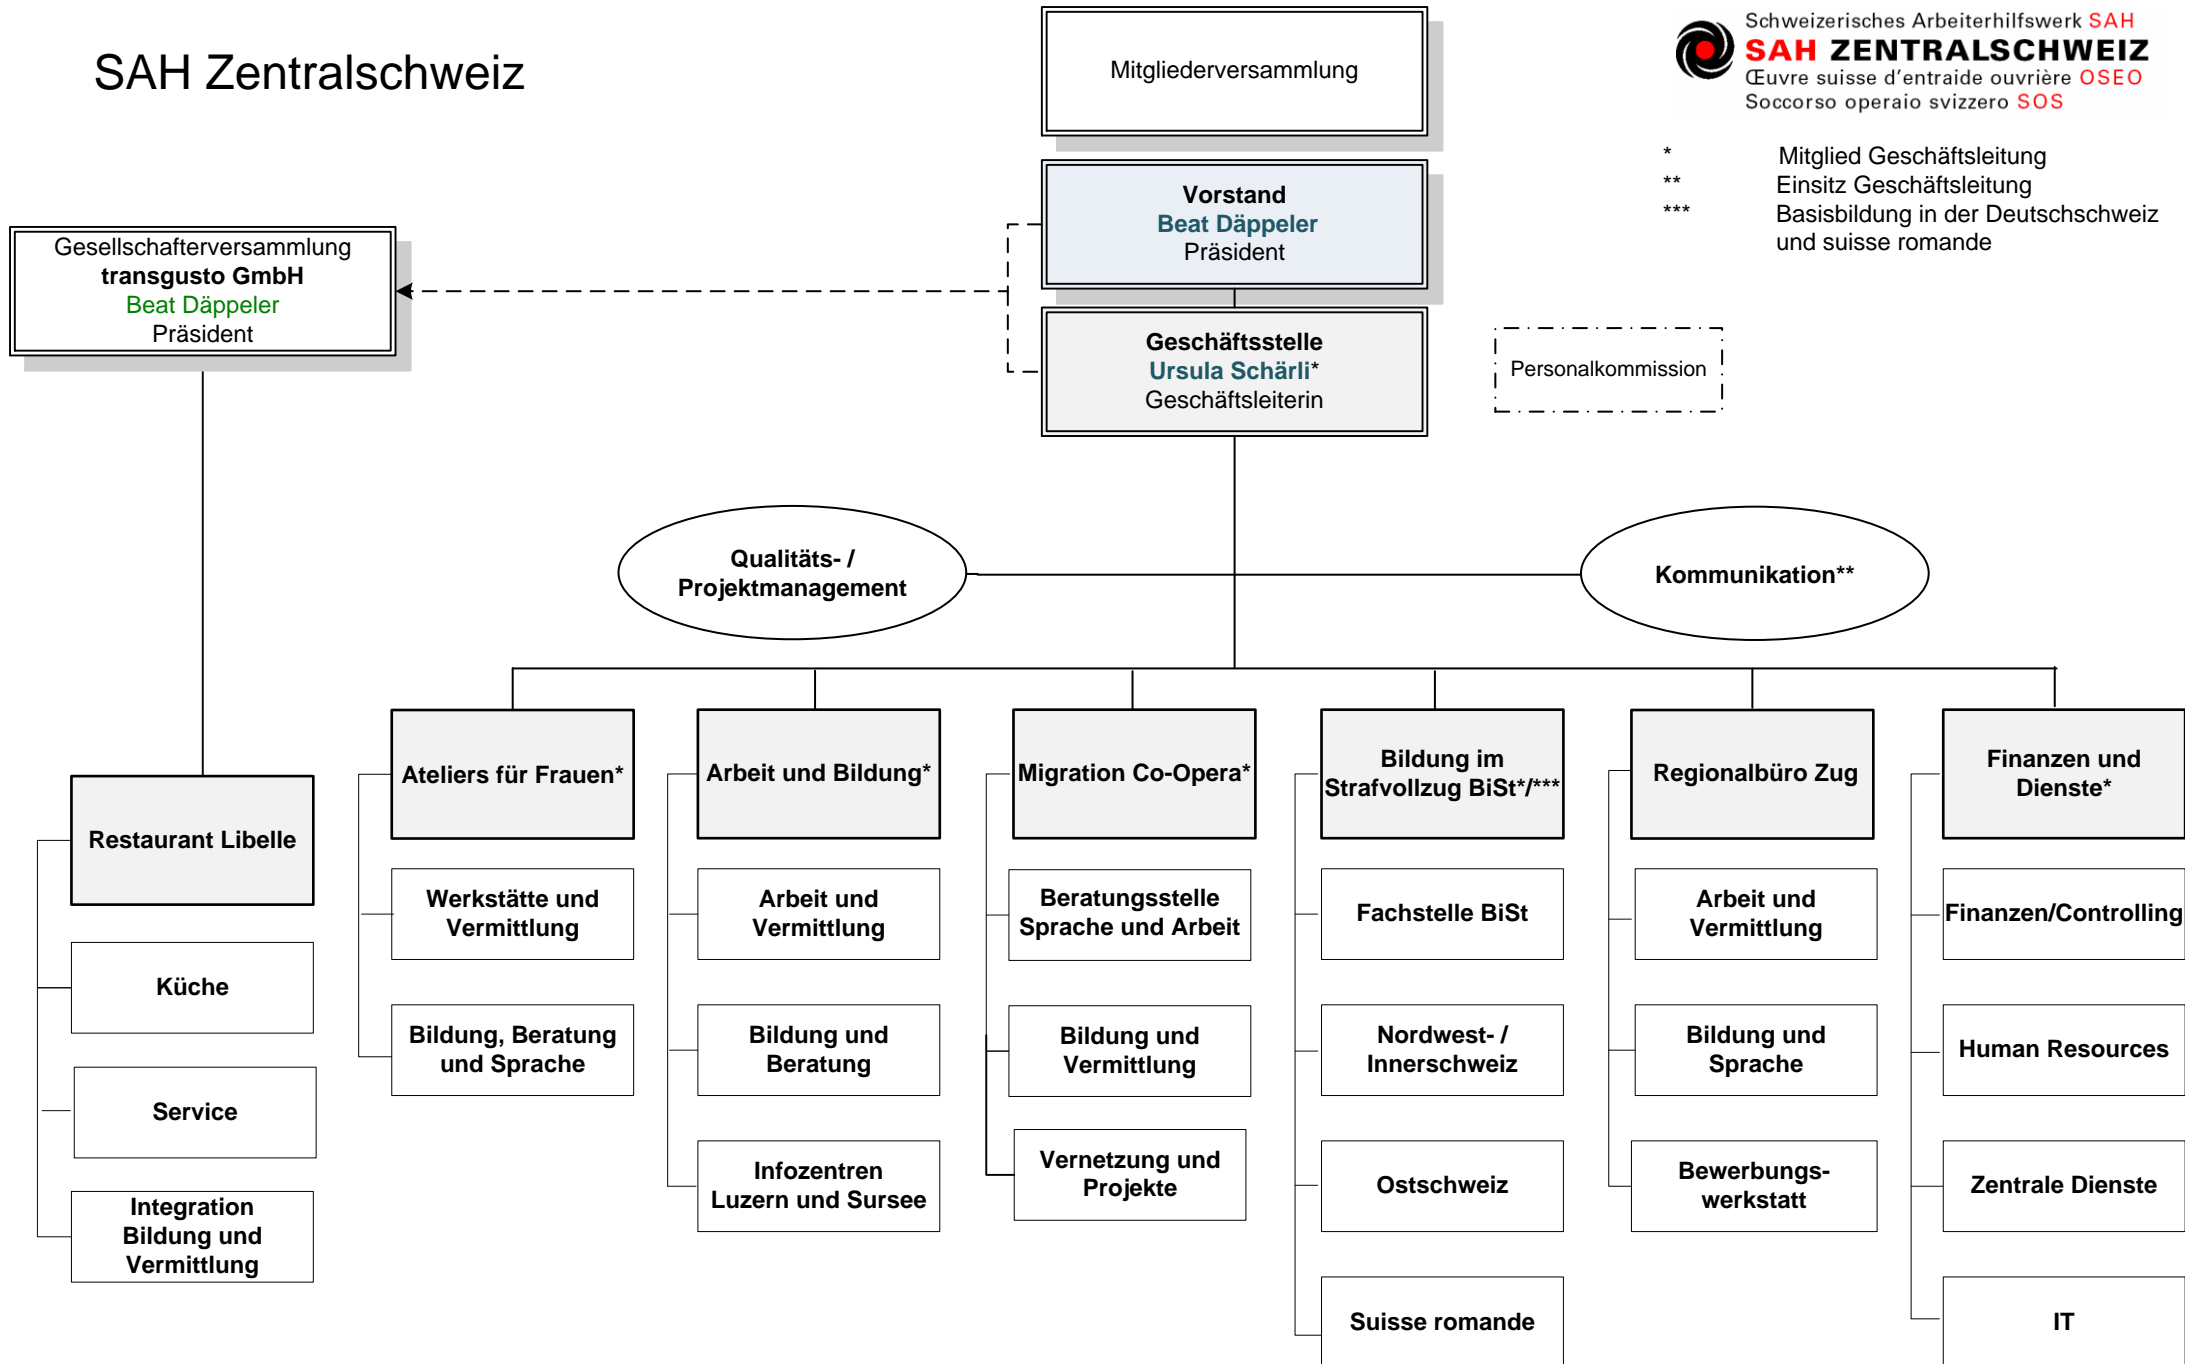 SAH Zentralschweiz
Mitgliederversammlung
Schweizerisches Arbeiterhilfswerk SAH
SAH ZENTRALSCHWEIZ
Œuvre suisse d'entraide ouvrière OSEO
Soccorso operaio svizzero SOS
* Mitglied Geschäftsleitung
** Einsitz Geschäftsleitung
*** Basisbildung in der Deutschschweiz
und suisse romande
Vorstand
Beat Däppeler
Präsident
Gesellschafterversammlung
transgusto GmbH
Beat Däppeler
Präsident
Geschäftsstelle
Ursula Schärli*
Geschäftsleiterin
Personalkommission
Qualitäts- /
Projektmanagement
Kommunikation**
Restaurant Libelle
Küche
Service
Integration
Bildung und
Vermittlung
Ateliers für Frauen*
Werkstätte und
Vermittlung
Bildung, Beratung
und Sprache
Arbeit und Bildung*
Arbeit und
Vermittlung
Bildung und
Beratung
Infozentren
Luzern und Sursee
Migration Co-Opera*
Beratungsstelle
Sprache und Arbeit
Bildung und
Vermittlung
Vernetzung und
Projekte
Bildung im
Strafvollzug BiSt*/***
Fachstelle BiSt
Nordwest- /
Innerschweiz
Ostschweiz
Suisse romande
Regionalbüro Zug
Arbeit und
Vermittlung
Bildung und
Sprache
Bewerbungs-
werkstatt
Finanzen und
Dienste*
Finanzen/Controlling
Human Resources
Zentrale Dienste
IT